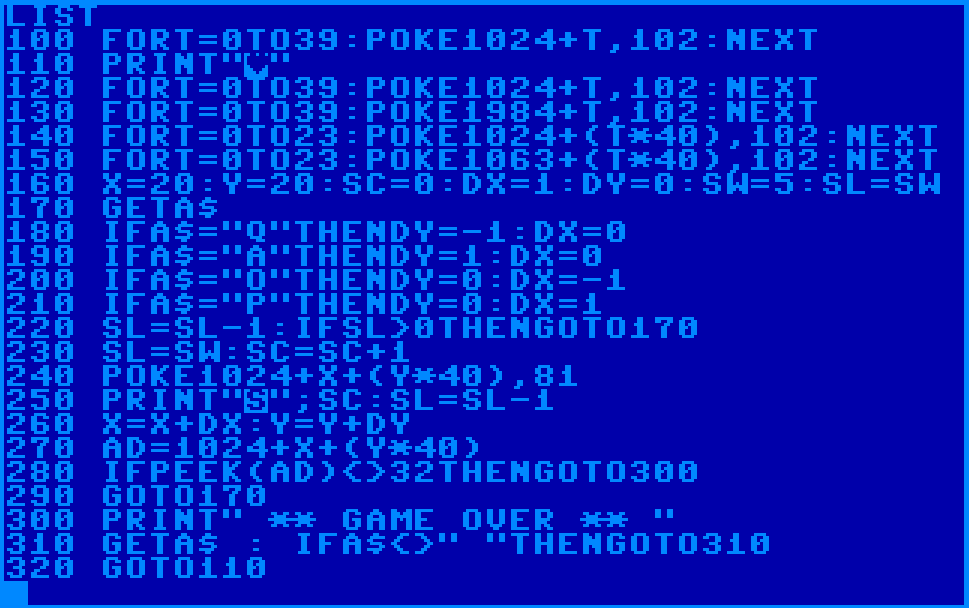 LIST
100 FORT=0TO39:POKE1024+T,102:NEXT
110 PRINT"♥"
120 FORT=0TO39:POKE1024+T,102:NEXT
130 FORT=0TO39:POKE1984+T,102:NEXT
140 FORT=0TO23:POKE1024+(T*40),102:NEXT
150 FORT=0TO23:POKE1063+(T*40),102:NEXT
160 X=20:Y=20:SC=0:DX=1:DY=0:SW=5:SL=SW
170 GETA$
180 IFA$="Q"THENDY=-1:DX=0
190 IFA$="A"THENDY=1:DX=0
200 IFA$="O"THENDY=0:DX=-1
210 IFA$="P"THENDY=0:DX=1
220 SL=SL-1:IFSL>0THENGOTO170
230 SL=SW:SC=SC+1
240 POKE1024+X+(Y*40),81
250 PRINT"S";SC:SL=SL-1
260 X=X+DX:Y=Y+DY
270 AD=1024+X+(Y*40)
280 IFPEEK(AD)<>32THENGOTO300
290 GOTO170
300 PRINT" ** GAME OVER ** "
310 GETA$ :  IFA$<>" "THENGOTO310
320 GOTO110